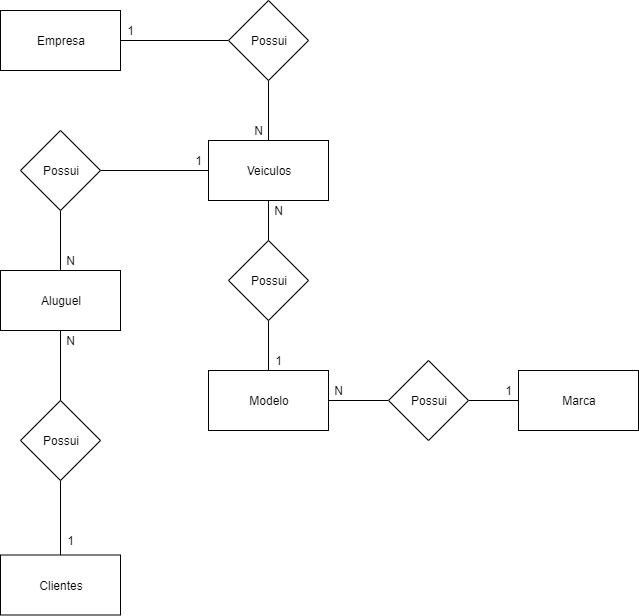 Empresa
1
Possui
N
Possui
1
Veiculos
N
N
Possui
Aluguel
N
1
Modelo
N
Possui
1
Marca
Possui
1
Clientes